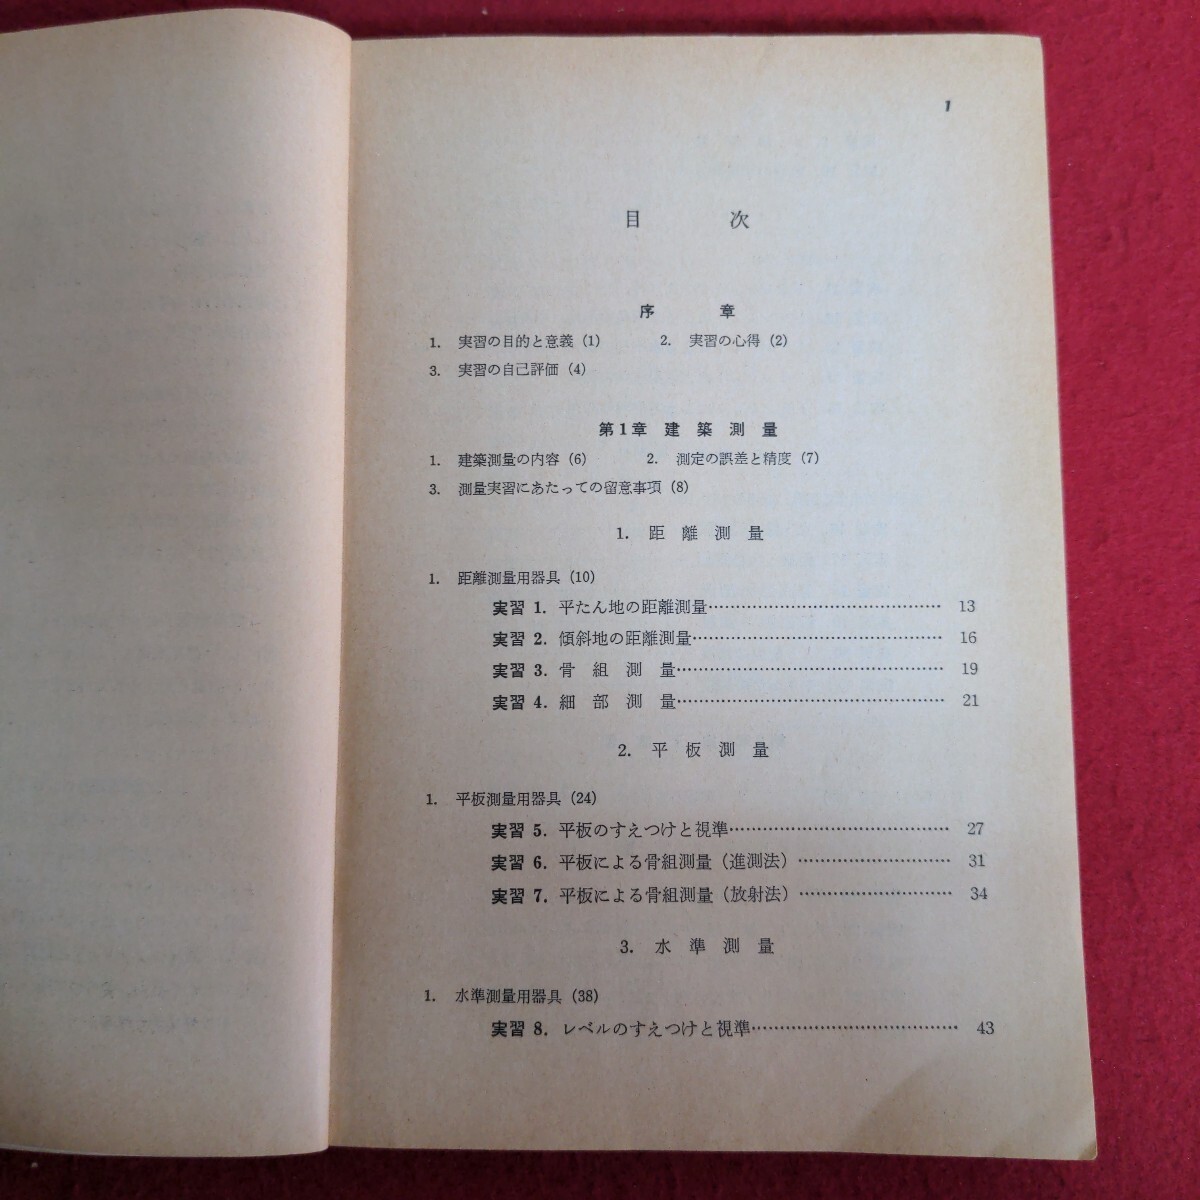 1
目次
序章
1. 実習の目的と意義 (1) 2. 実習の心得 (2)
3. 実習の自己評価 (4)
第1章 建築測量
1. 建築測量の内容 (6) 2. 測定の誤差と精度 (7)
3. 測量実習にあたっての留意事項 (8)
1. 距離測量
1. 距離測量用器具 (10)
実習 1. 平たん地の距離測量…………………………………… 13
実習 2. 傾斜地の距離測量……………………………………… 16
実習 3. 骨組測量………………………………………… 19
実習 4. 細部測量………………………………………… 21
2. 平板測量
1. 平板測量用器具 (24)
実習 5. 平板のすえつけと視準………………………………… 27
実習 6. 平板による骨組測量（進測法）……………………… 31
実習 7. 平板による骨組測量（放射法）……………………… 34
3. 水準測量
1. 水準測量用器具 (38)
実習 8. レベルのすえつけと視準……………………………… 43